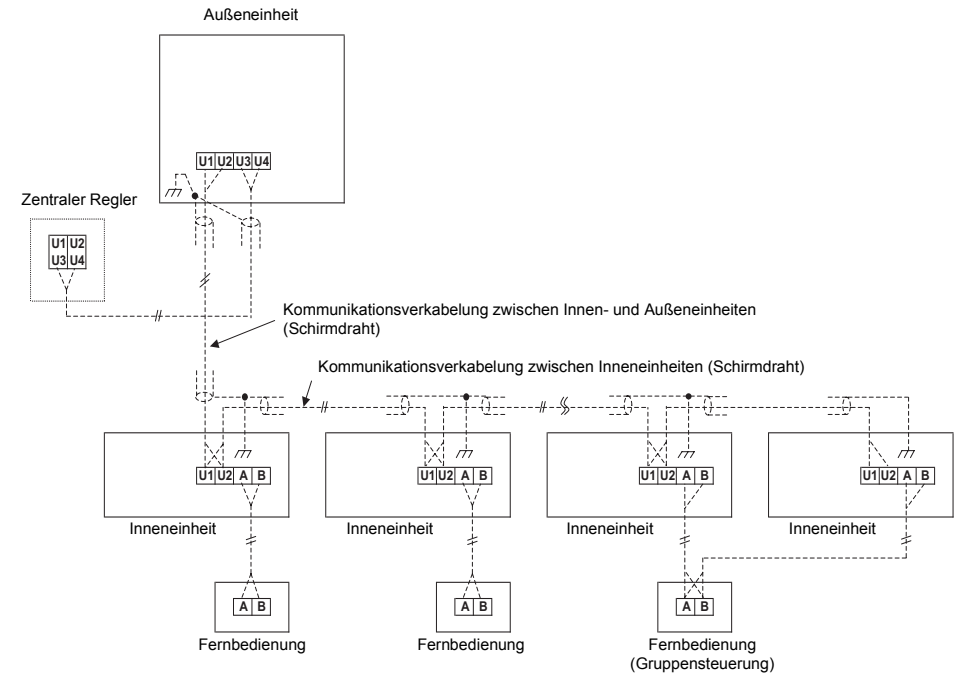 Außeneinheit
U1 U2 U3 U4
Zentraler Regler
U1 U2
U3 U4
Kommunikationsverkabelung zwischen Innen- und Außeneinheiten
(Schirmdraht)
Kommunikationsverkabelung zwischen Inneneinheiten (Schirmdraht)
U1 U2 A B
U1 U2 A B
U1 U2 A B
U1 U2 A B
Inneneinheit
Inneneinheit
Inneneinheit
Inneneinheit
A B
A B
A B
Fernbedienung
Fernbedienung
Fernbedienung
(Gruppensteuerung)